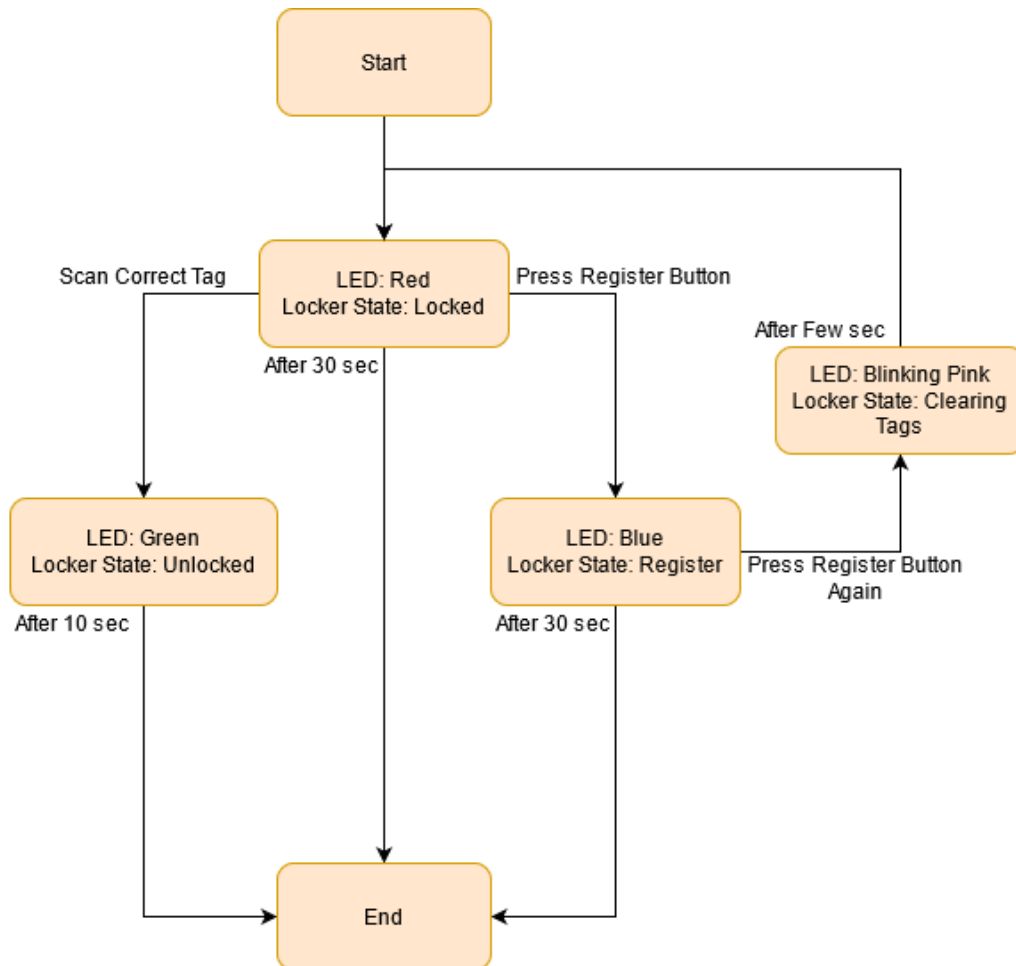 Start
Scan Correct Tag
LED: Red
Locker State: Locked
Press Register Button
After 30 sec
After Few sec
LED: Blinking Pink
Locker State: Clearing
Tags
LED: Green
Locker State: Unlocked
After 10 sec
LED: Blue
Locker State: Register
Press Register Button
Again
After 30 sec
End